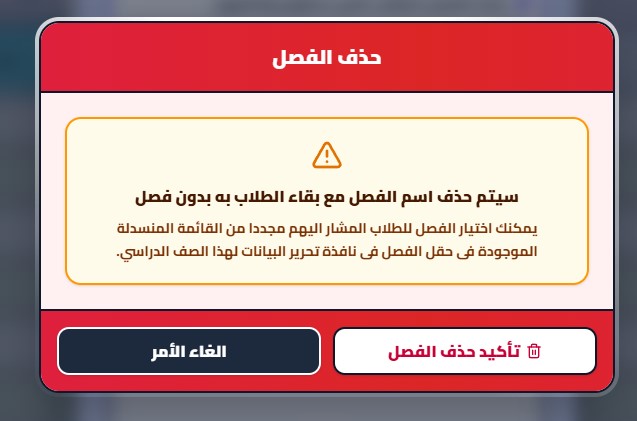 حذف الفصل
سيتم حذف اسم الفصل مع بقاء الطلاب به بدون فصل
يمكنك اختيار الفصل للطلاب المشار اليهم مجددا من القائمة المنسدلة
الموجودة فى حقل الفصل فى نافذة تحرير البيانات لهذا الصف الدراسي.
تأكيد حذف الفصل
الغاء الأمر